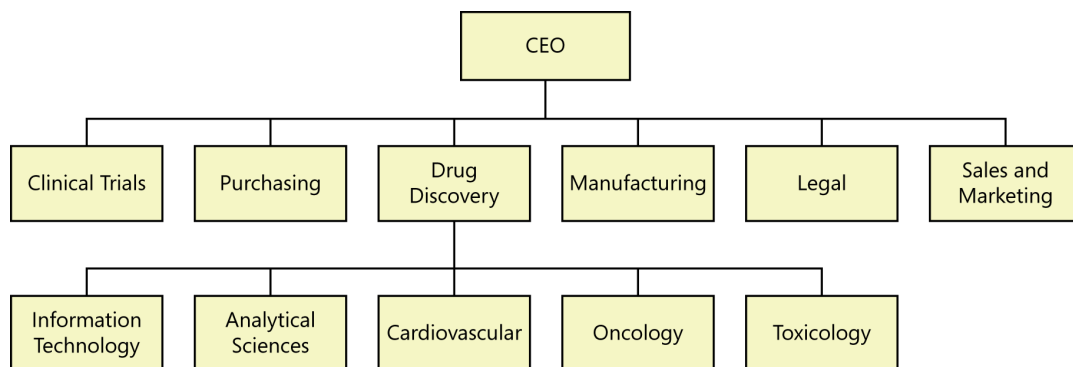 CEO
Clinical Trials
Purchasing
Drug
Discovery
Manufacturing
Legal
Sales and
Marketing
Information
Technology
Analytical
Sciences
Cardiovascular
Oncology
Toxicology